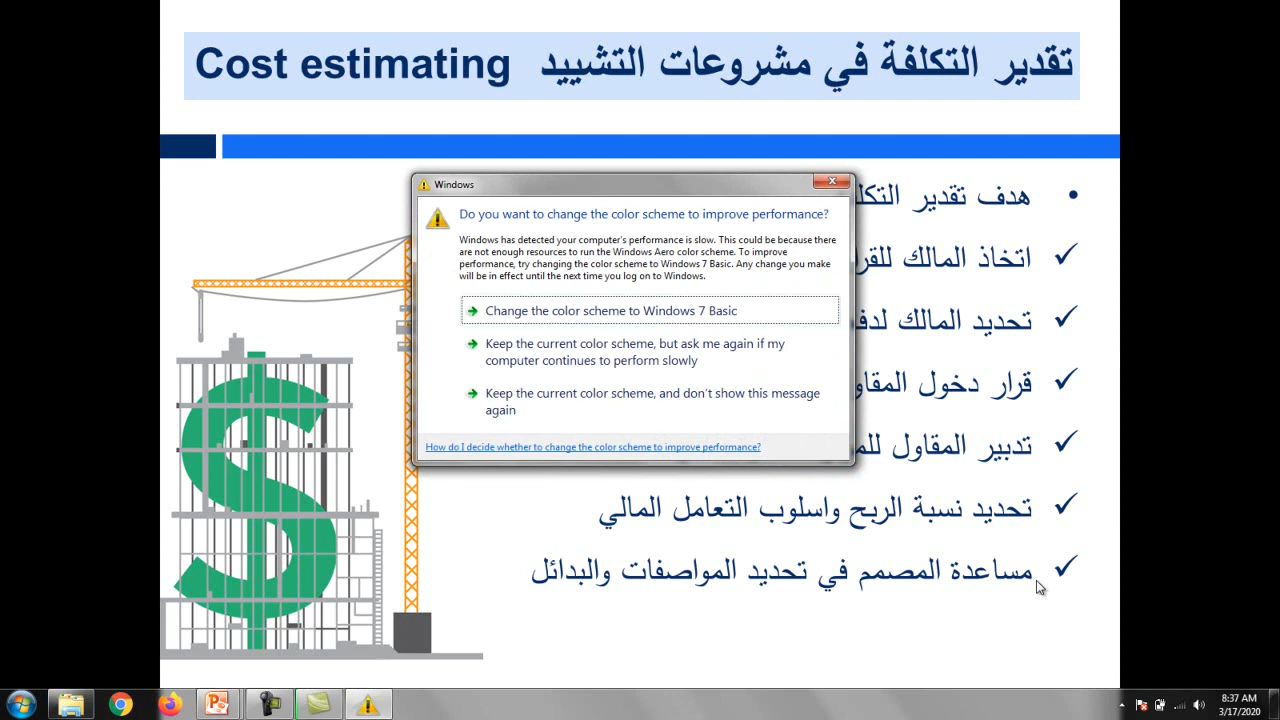 تقدير التكلفة في مشروعات التشييد Cost estimating
هدف تقدير
اتخاذ المالك
تحديد المالك
قرار دخول
تدبير المقاول
تحديد نسبة الربح واسلوب التعامل المالي
مساعدة المصمم في تحديد المواصفات والبدائل
Windows
Do you want to change the color scheme to improve performance?
Windows has detected your computer's performance is slow. This could be because there
are not enough resources to run the Windows Aero color scheme. To improve
performance, try changing the color scheme to Windows 7 Basic. Any change you make
will be in effect until the next time you log on to Windows.
Change the color scheme to Windows 7 Basic
Keep the current color scheme, but ask me again if my
computer continues to perform slowly
Keep the current color scheme, and don't show this message
again
How do I decide whether to change the color scheme to improve performance?
8:37 AM
3/17/2020